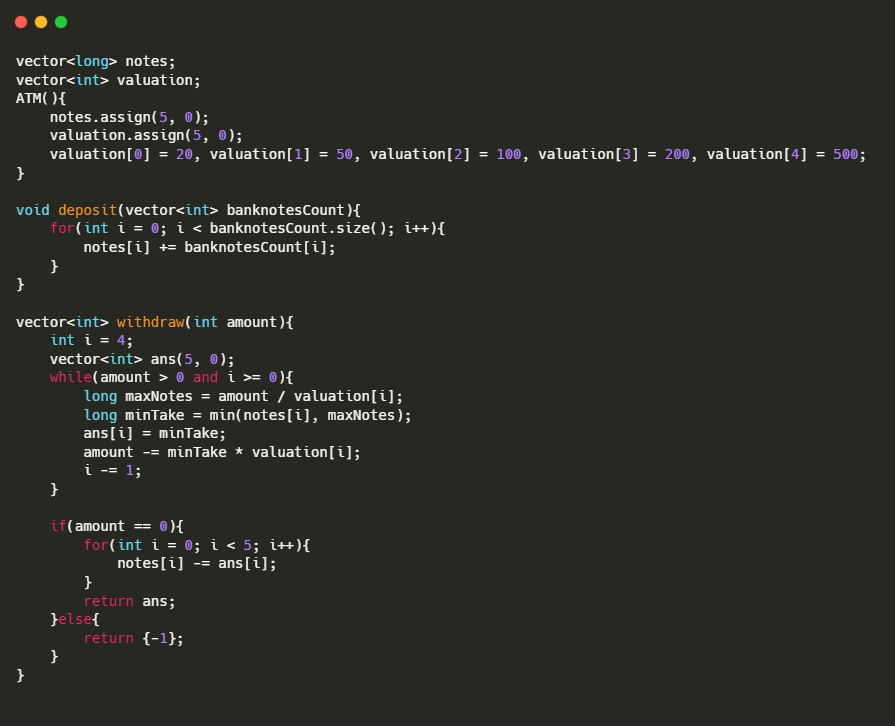 vector<long> notes;
vector<int> valuation;
ATM(){
    notes.assign(5, 0);
    valuation.assign(5, 0);
    valuation[0] = 20, valuation[1] = 50, valuation[2] = 100, valuation[3] = 200, valuation[4] = 500;
}

void deposit(vector<int> banknotesCount){
    for(int i = 0; i < banknotesCount.size(); i++){
        notes[i] += banknotesCount[i];
    }
}

vector<int> withdraw(int amount){
    int i = 4;
    vector<int> ans(5, 0);
    while(amount > 0 and i >= 0){
        long maxNotes = amount / valuation[i];
        long minTake = min(notes[i], maxNotes);
        ans[i] = minTake;
        amount -= minTake * valuation[i];
        i -= 1;
    }

    if(amount == 0){
        for(int i = 0; i < 5; i++){
            notes[i] -= ans[i];
        }
        return ans;
    }else{
        return {-1};
    }
}